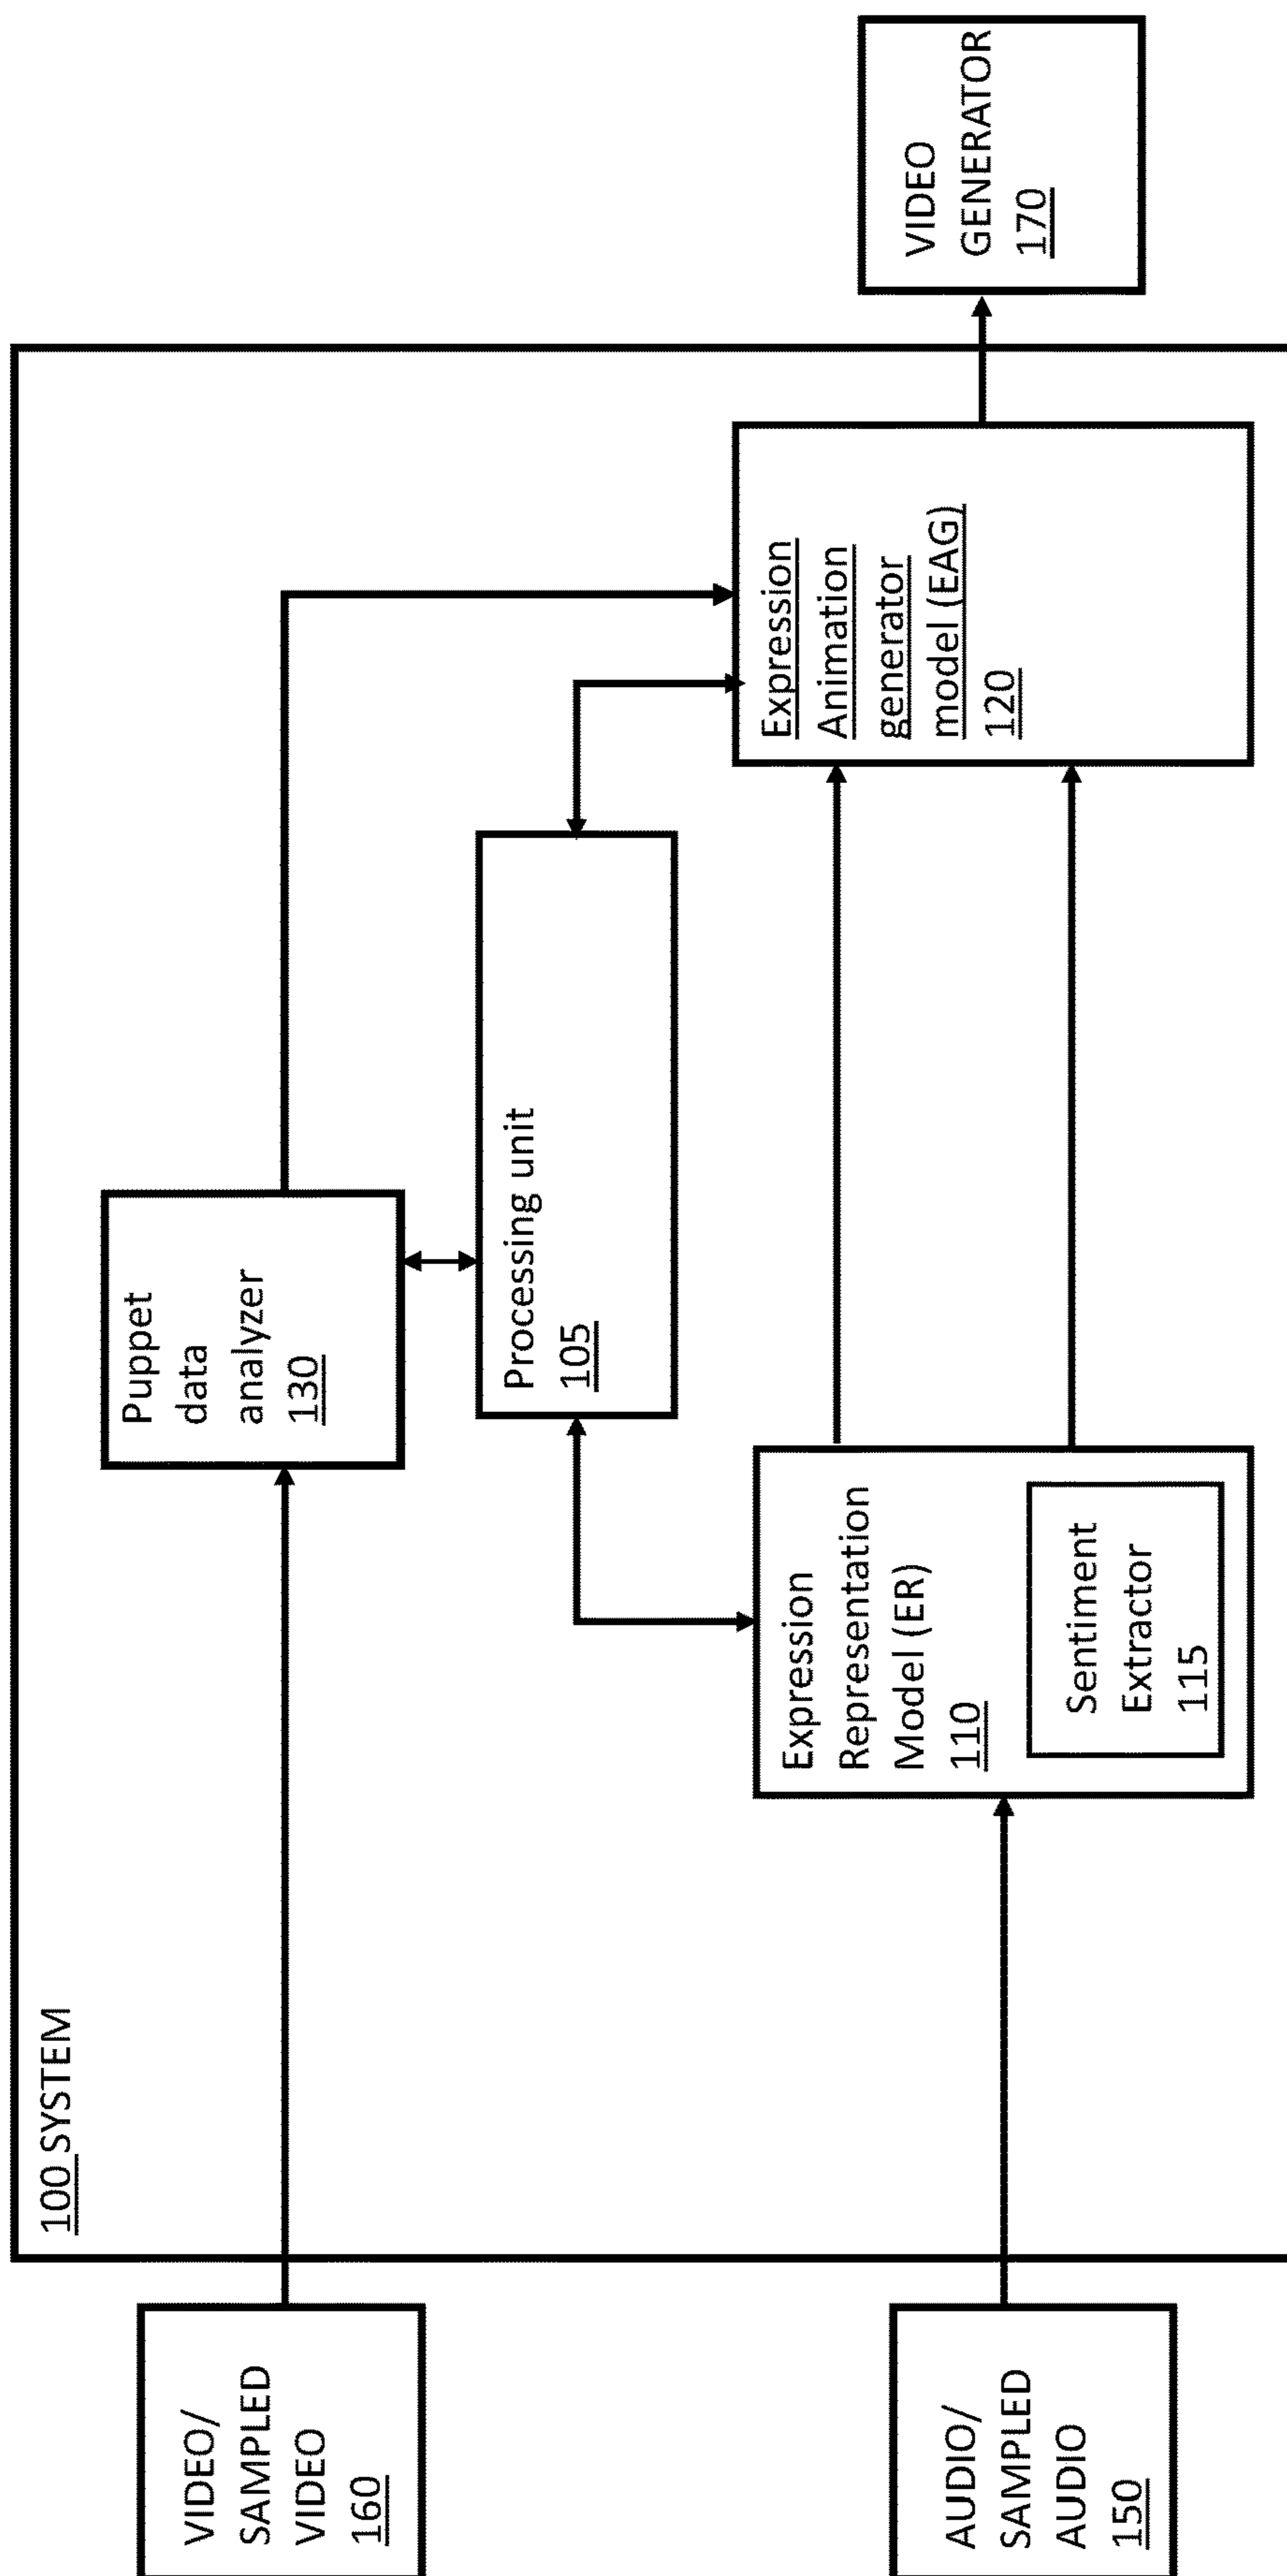 100 SYSTEM
VIDEO/
SAMPLED
VIDEO
160
Puppet
data
analyzer
130
Processing unit
105
AUDIO/
SAMPLED
AUDIO
150
Expression
Representation
Model (ER)
110
Sentiment
Extractor
115
Expression
Animation
generator
model (EAG)
120
VIDEO
GENERATOR
170